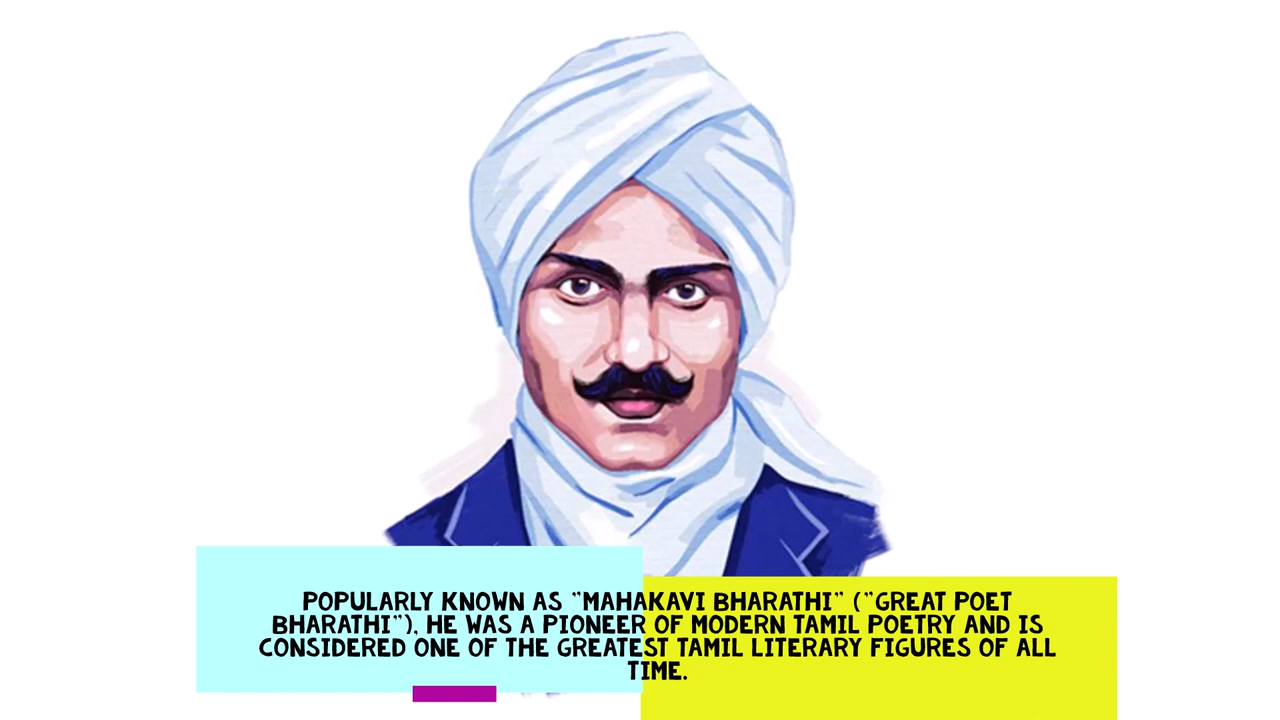 POPULARLY KNOWN AS "MAHAKAVI BHARATHI" ("GREAT POET
BHARATHI"), HE WAS A PIONEER OF MODERN TAMIL POETRY AND IS
CONSIDERED ONE OF THE GREATEST TAMIL LITERARY FIGURES OF ALL
TIME.